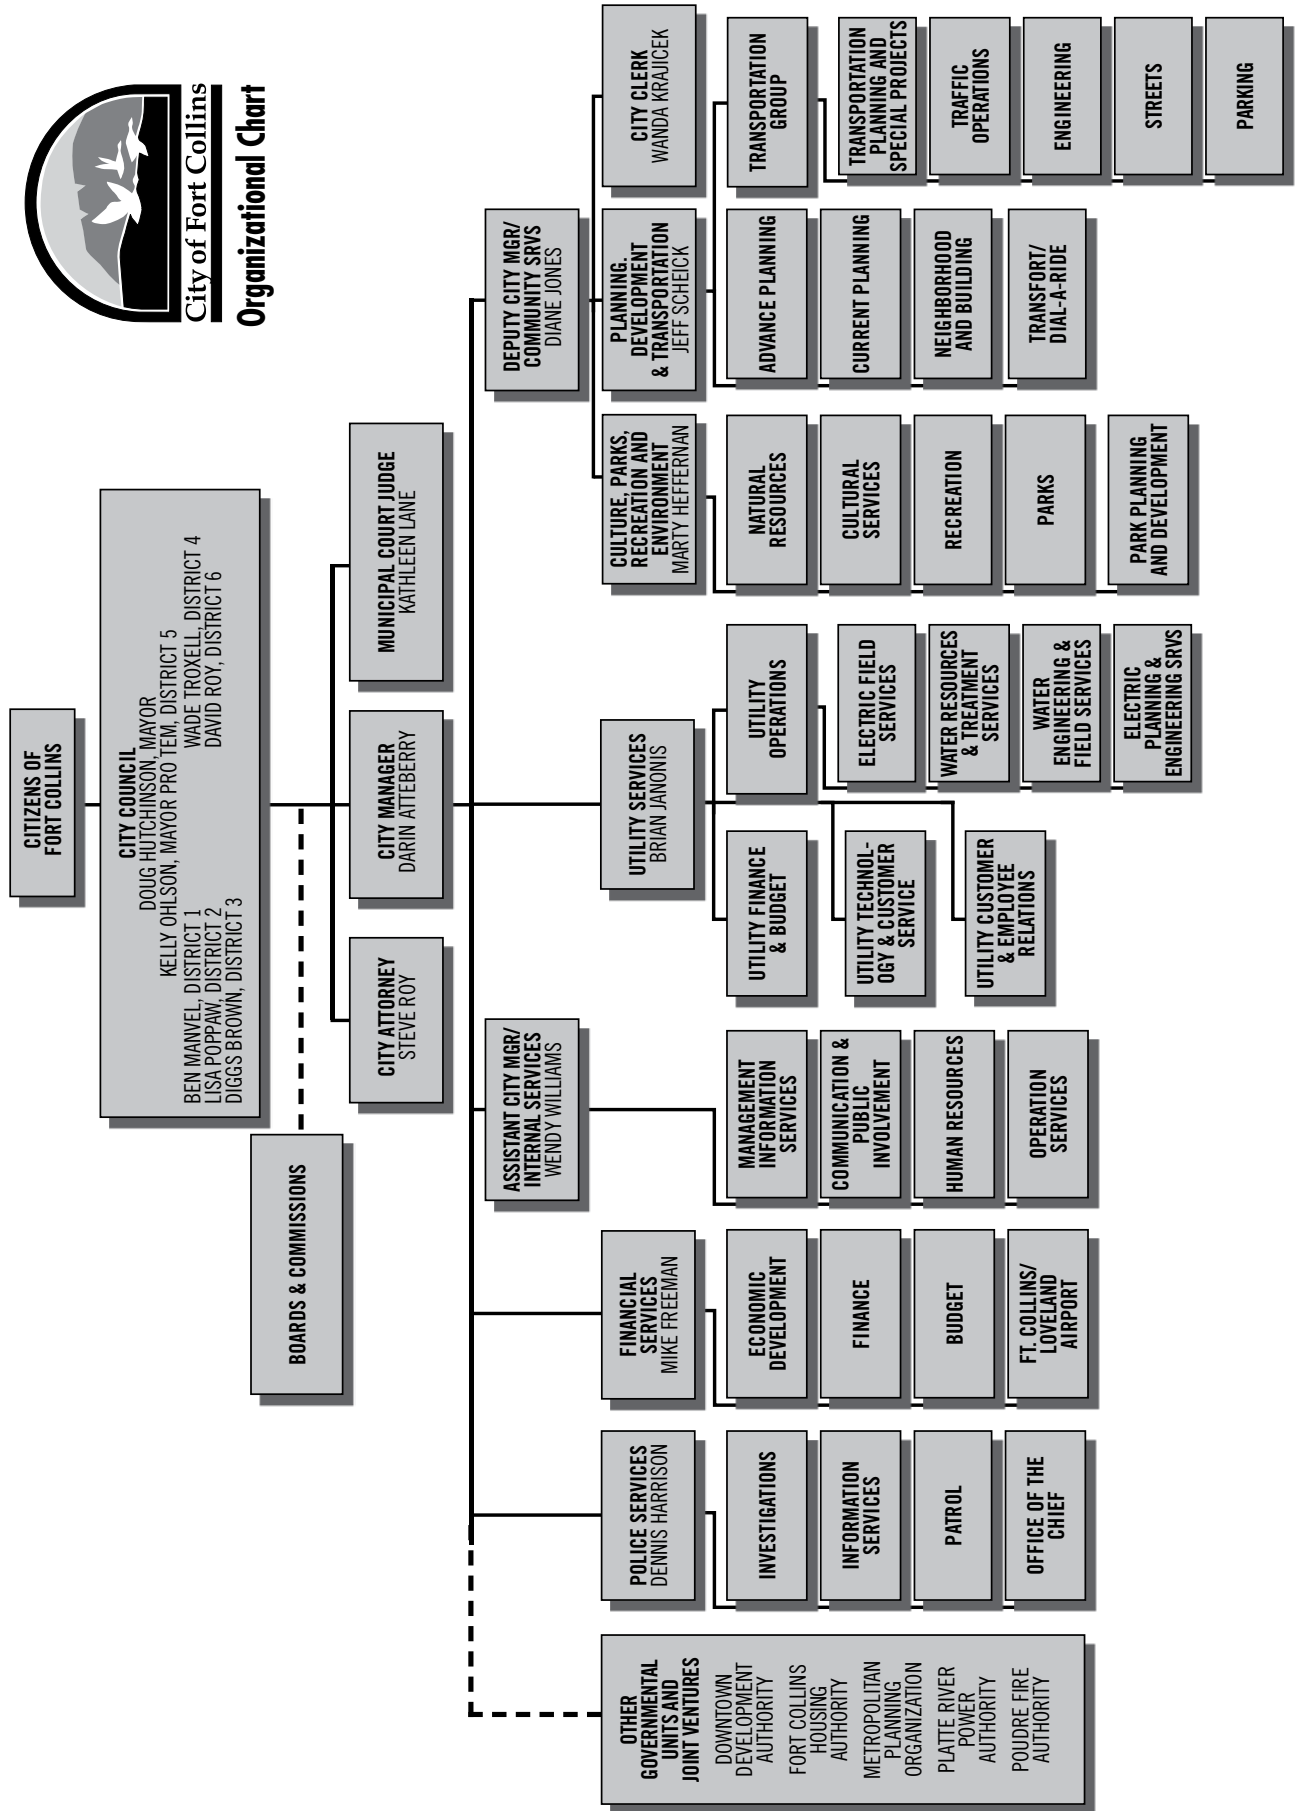 City of Fort Collins
Organizational Chart
CITIZENS OF
FORT COLLINS
CITY COUNCIL
DOUG HUTCHINSON, MAYOR
KELLY OHLSON, MAYOR PRO TEM, DISTRICT 5
BEN MANVEL, DISTRICT 1
WADE TROXELL, DISTRICT 4
LISA POPPAW, DISTRICT 2
DAVID ROY, DISTRICT 6
DIGGS BROWN, DISTRICT 3
BOARDS & COMMISSIONS
CITY ATTORNEY
STEVE ROY
CITY MANAGER
DARIN ATTEBERRY
MUNICIPAL COURT JUDGE
KATHLEEN LANE
OTHER
GOVERNMENTAL
UNITS AND
JOINT VENTURES
DOWNTOWN
DEVELOPMENT
AUTHORITY
FORT COLLINS
HOUSING
AUTHORITY
METROPOLITAN
PLANNING
ORGANIZATION
PLATTE RIVER
POWER
AUTHORITY
POUDRE FIRE
AUTHORITY
POLICE SERVICES
DENNIS HARRISON
INVESTIGATIONS
INFORMATION
SERVICES
PATROL
OFFICE OF THE
CHIEF
FINANCIAL
SERVICES
MIKE FREEMAN
ECONOMIC
DEVELOPMENT
FINANCE
BUDGET
FT. COLLINS/
LOVELAND
AIRPORT
ASSISTANT CITY MGR/
INTERNAL SERVICES
WENDY WILLIAMS
MANAGEMENT
INFORMATION
SERVICES
COMMUNICATION &
PUBLIC
INVOLVEMENT
HUMAN RESOURCES
OPERATION
SERVICES
UTILITY SERVICES
BRIAN JANONIS
UTILITY FINANCE
& BUDGET
UTILITY TECHNOL-
OGY & CUSTOMER
SERVICE
UTILITY CUSTOMER
& EMPLOYEE
RELATIONS
UTILITY
OPERATIONS
ELECTRIC FIELD
SERVICES
WATER RESOURCES
& TREATMENT
SERVICES
WATER
ENGINEERING &
FIELD SERVICES
ELECTRIC
PLANNING &
ENGINEERING SRVS
DEPUTY CITY MGR/
COMMUNITY SRVS
DIANE JONES
CULTURE, PARKS,
RECREATION AND
ENVIRONMENT
MARTY HEFFERNAN
NATURAL
RESOURCES
CULTURAL
SERVICES
RECREATION
PARKS
PARK PLANNING
AND DEVELOPMENT
PLANNING.
DEVELOPMENT
& TRANSPORTATION
JEFF SCHEICK
ADVANCE PLANNING
CURRENT PLANNING
NEIGHBORHOOD
AND BUILDING
TRANSFORT/
DIAL-A-RIDE
CITY CLERK
WANDA KRAJICEK
TRANSPORTATION
GROUP
TRANSPORTATION
PLANNING AND
SPECIAL PROJECTS
TRAFFIC
OPERATIONS
ENGINEERING
STREETS
PARKING